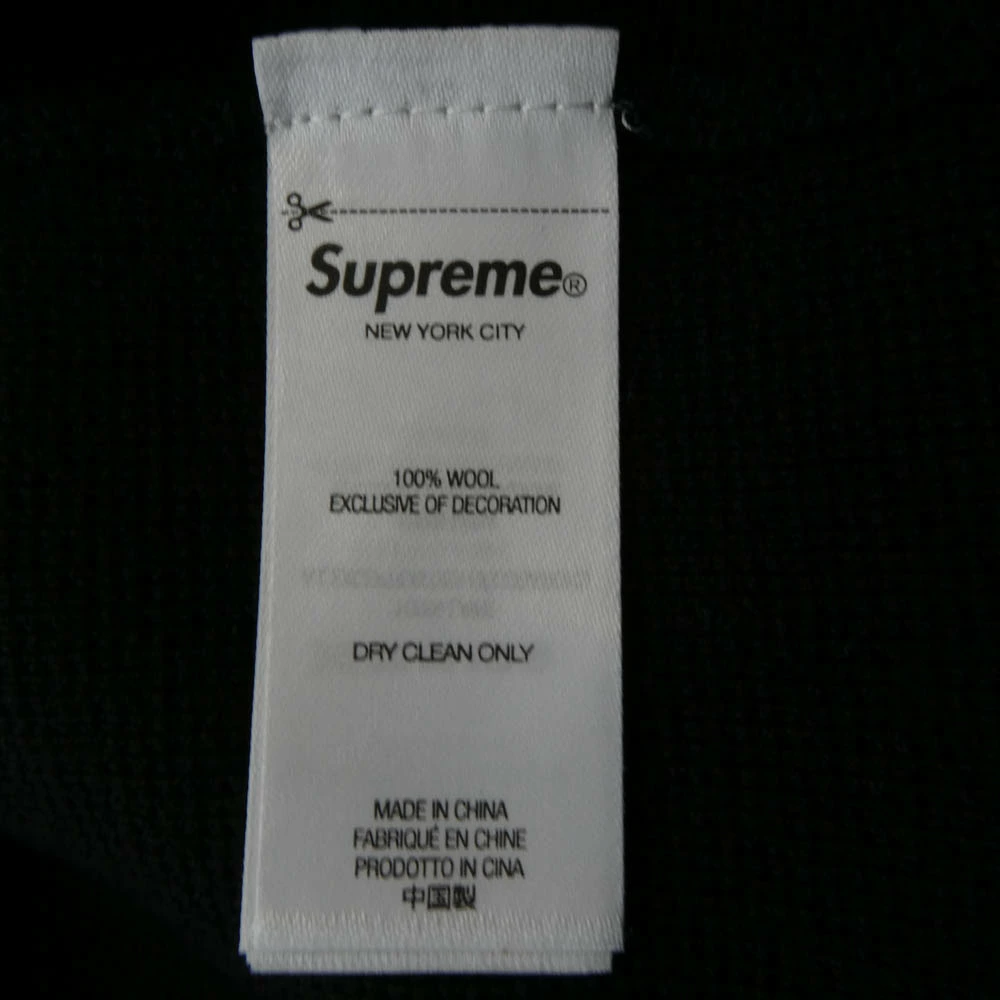 Supreme®
NEW YORK CITY
100% WOOL
EXCLUSIVE OF DECORATION
DRY CLEAN ONLY
MADE IN CHINA
FABRIQUÉ EN CHINE
PRODOTTO IN CINA
中国製